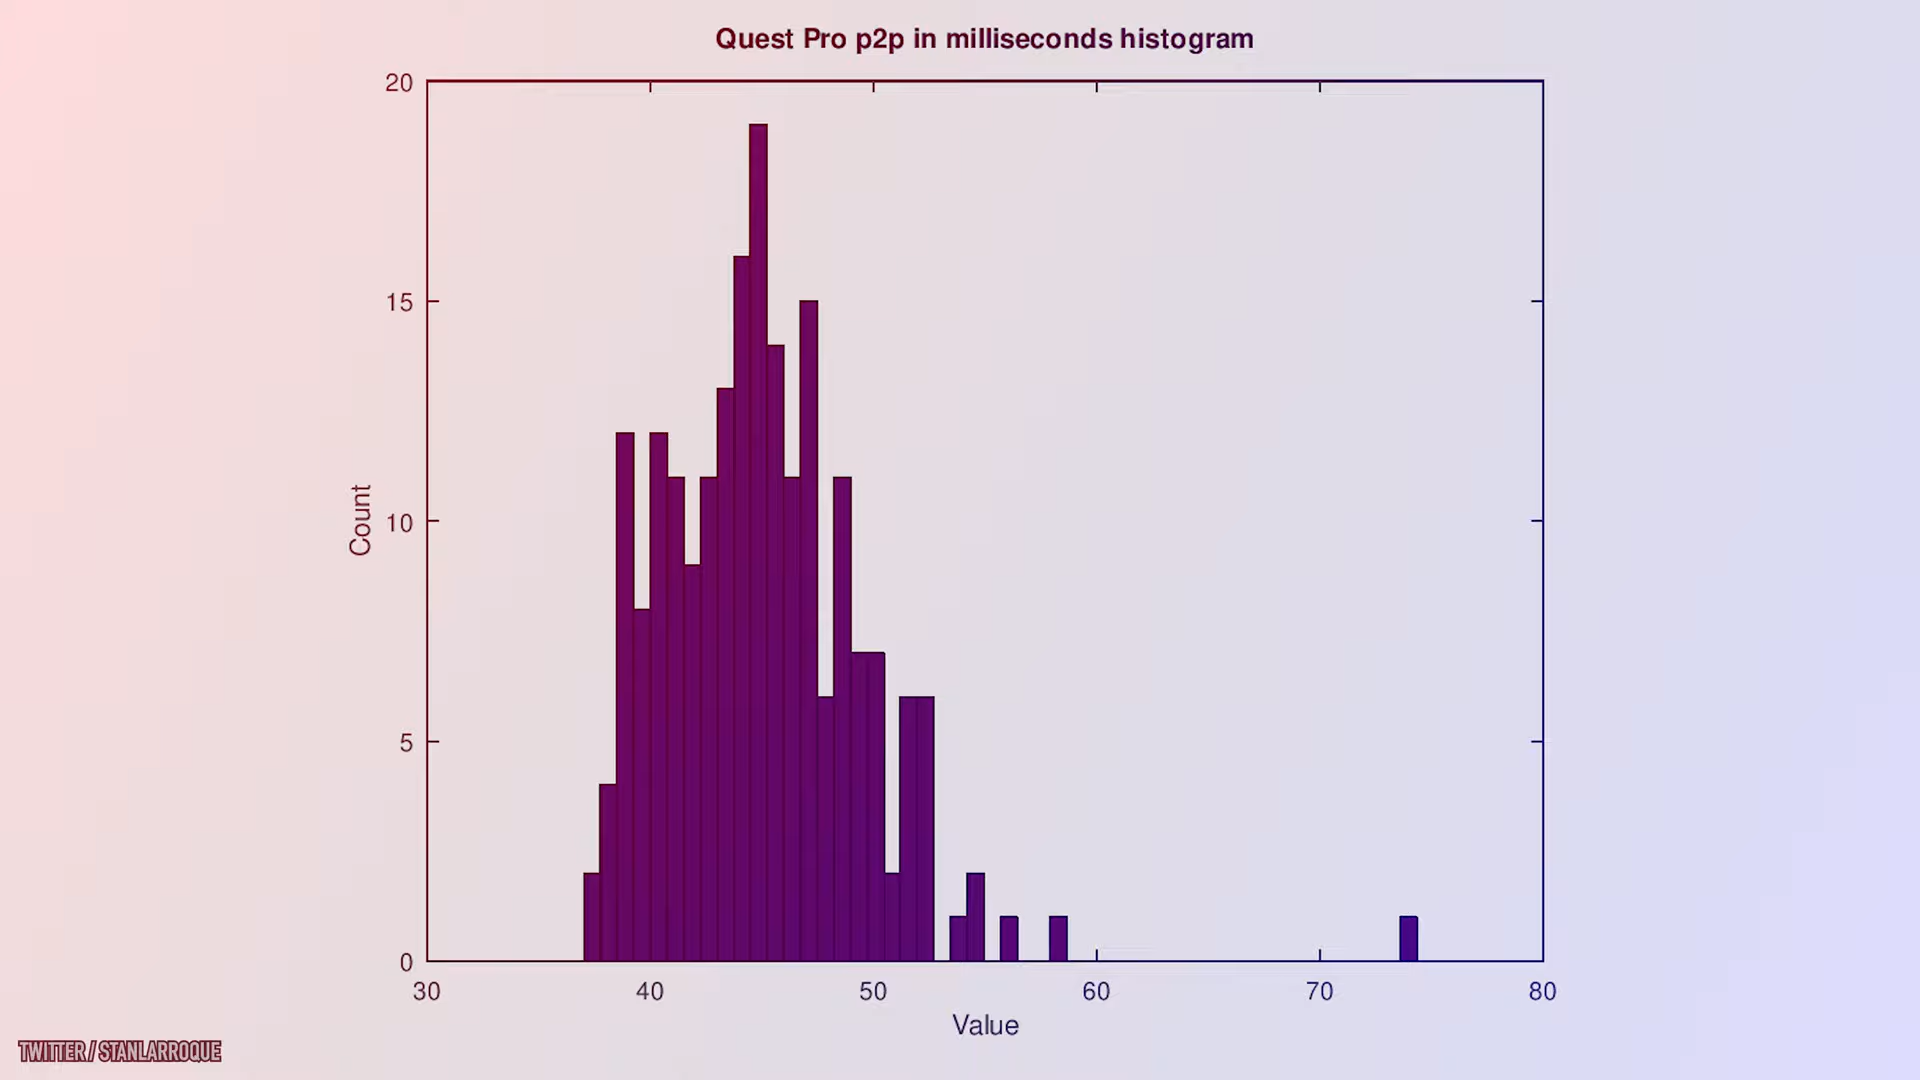 Quest Pro p2p in milliseconds histogram
20
15
10
5
0
Count
30 40 50 60 70 80
Value
TWITTER / STANLARROQUE